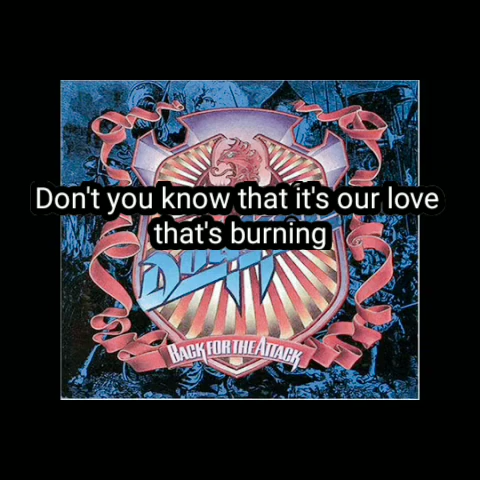 Don't you know that it's our love
that's burning
BACK FOR THE ATTACK